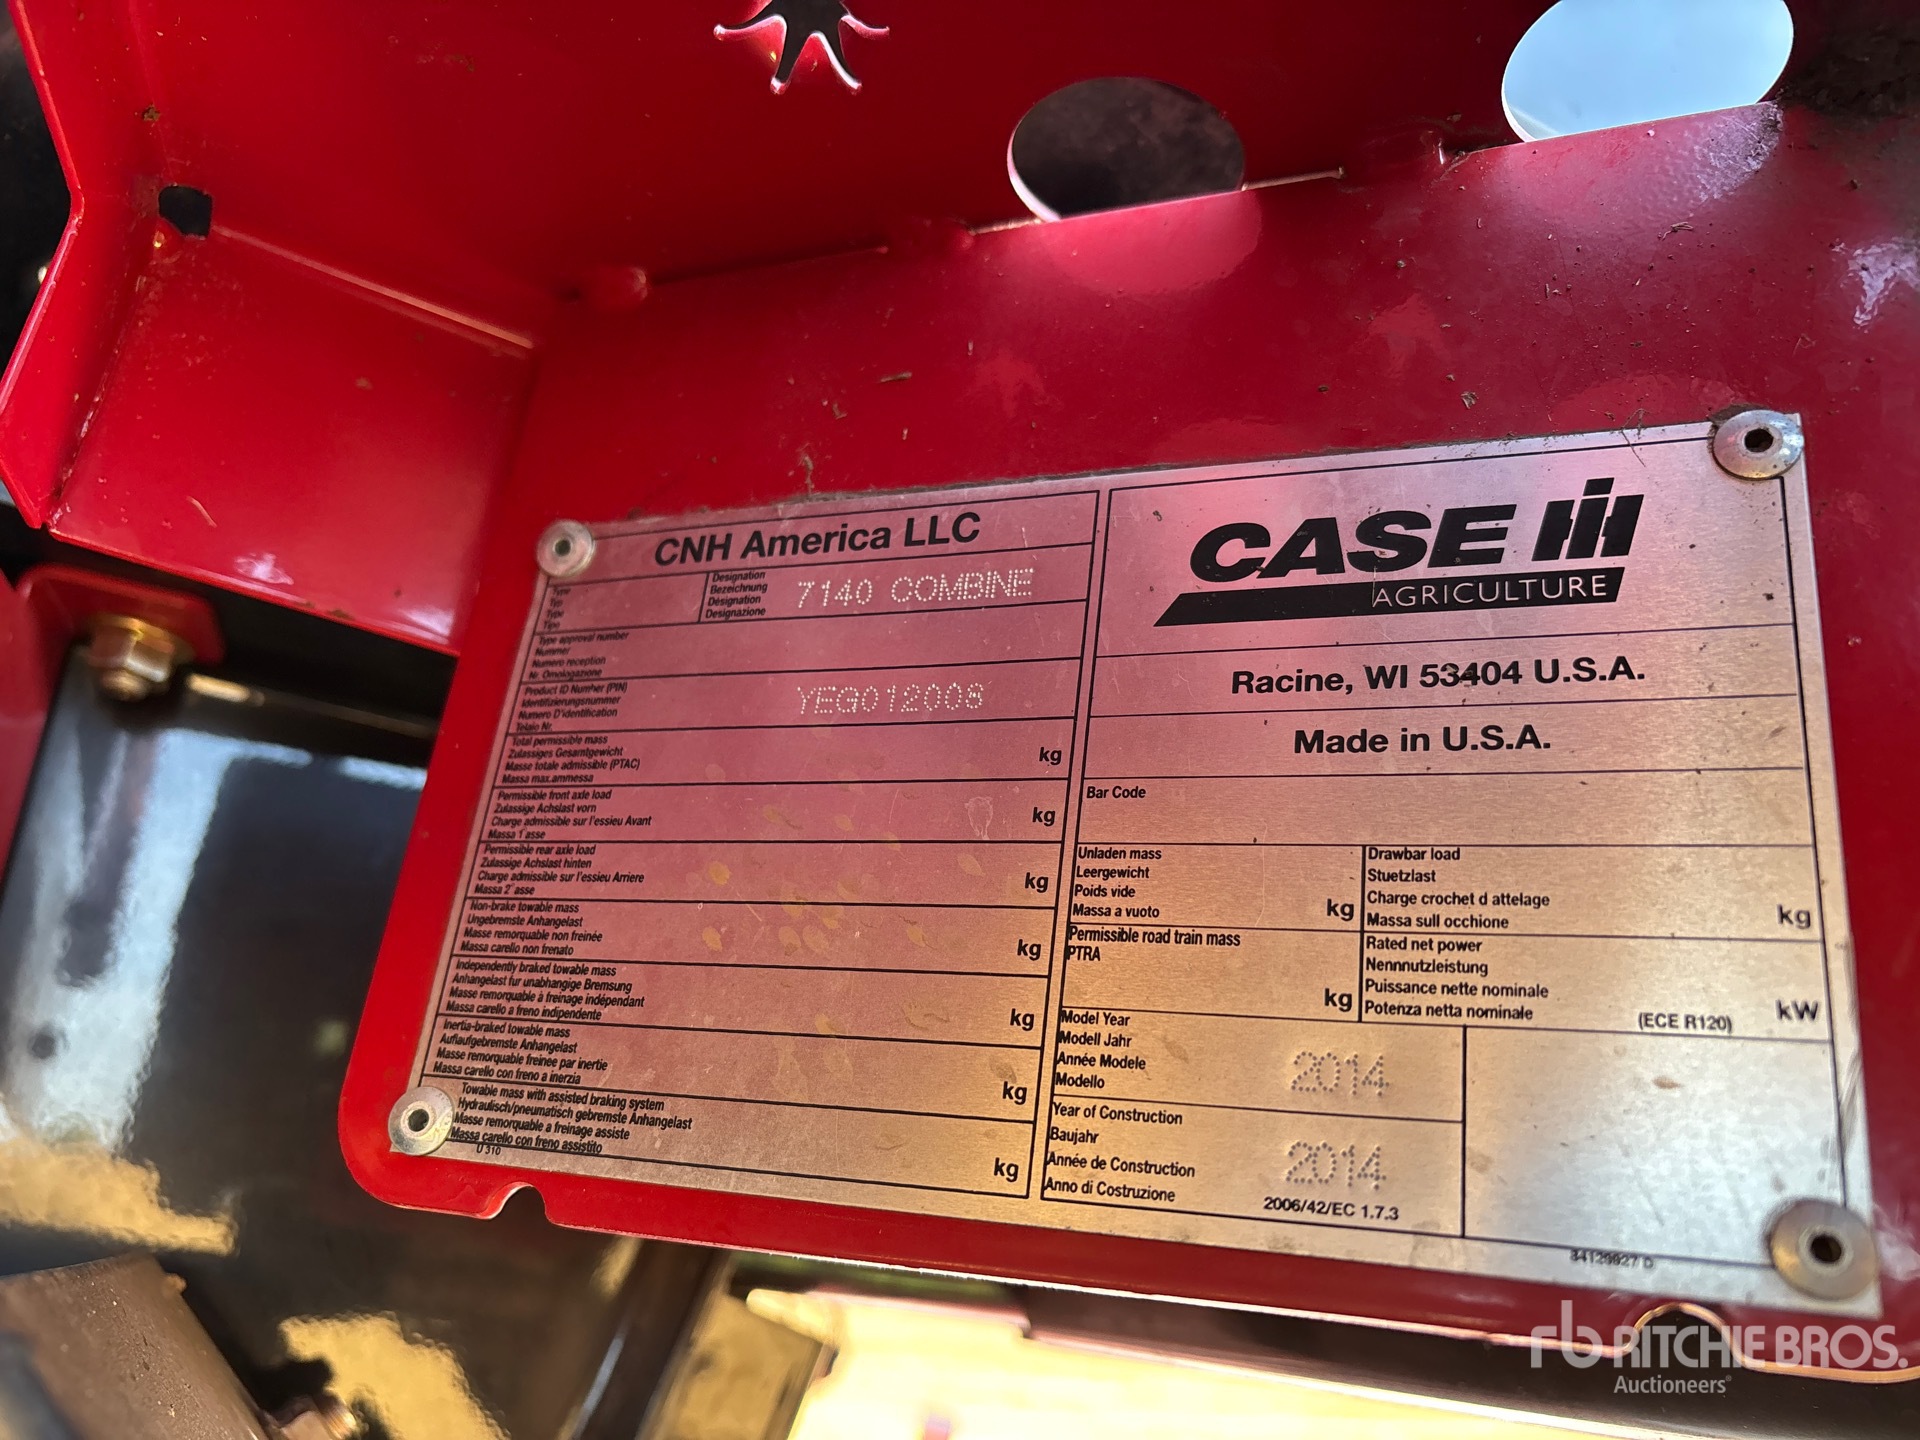 CNH America LLC
Type
Typ
Type
Tipo
Designation
Bezeichnung
Désignation
Designazione
7140 COMBINE
Type approval number
Nummer
Numero reception
Nr. Omologazione
Product ID Number (PIN)
Identifizierungsnummer
Numero D'identification
Telaio Nr.
YEG012008
Total permissible mass
Zulassiges Gesamtgewicht
Masse totale admissible (PTAC)
Massa max.ammessa
kg
Permissible front axle load
Zulassige Achslast vorn
Charge admissible sur l'essieu Avant
Massa 1°asse
kg
Permissible rear axle load
Zulassige Achslast hinten
Charge admissible sur l'essieu Arriere
Massa 2°asse
kg
Non-brake towable mass
Ungebremste Anhangelast
Masse remorquable non freinée
Massa carello non frenato
kg
Independently braked towable mass
Anhangelast fur unabhangige Bremsung
Masse remorquable à freinage indépendant
Massa carello a freno indipendente
kg
Inertia-braked towable mass
Auflaufgebremste Anhangelast
Masse remorquable freinee par inertie
Massa carello con freno a inerzia
kg
Towable mass with assisted braking system
Hydraulisch/pneumatisch gebremste Anhangelast
Masse remorquable a freinage assiste
Massa carello con freno assistito
kg
U 310
CASE IH
AGRICULTURE
Racine, WI 53404 U.S.A.
Made in U.S.A.
Bar Code
Unladen mass
Leergewicht
Poids vide
Massa a vuoto
kg
Drawbar load
Stuetzlast
Charge crochet d attelage
Massa sull occhione
kg
Permissible road train mass
PTRA
kg
Rated net power
Nennnutzleistung
Puissance nette nominale
Potenza netta nominale
(ECE R120)
kW
Model Year
Modell Jahr
Année Modele
Modello
2014
Year of Construction
Baujahr
Année de Construction
Anno di Costruzione
2014
2006/42/EC 1.7.3
rb RITCHIE BROS.
Auctioneers